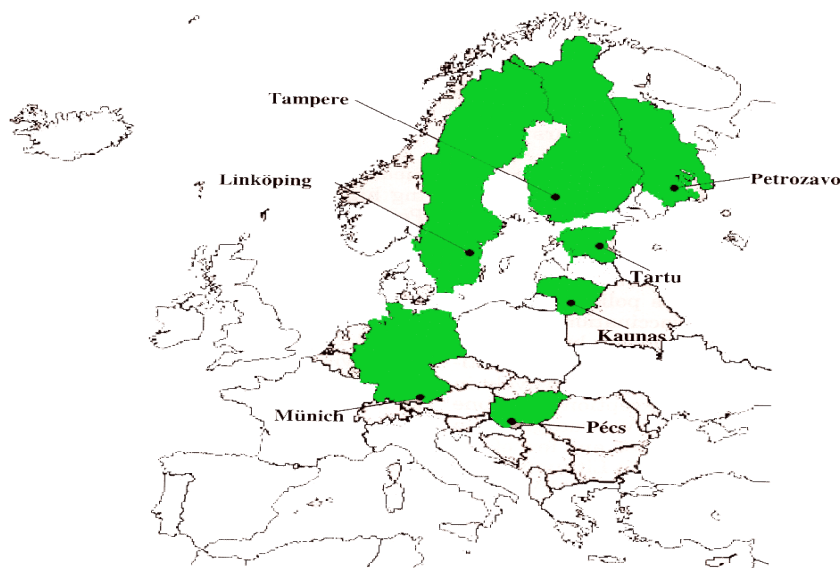 Tampere
Linköping
Petrozavo
Tartu
Kaunas
Münich
Pécs